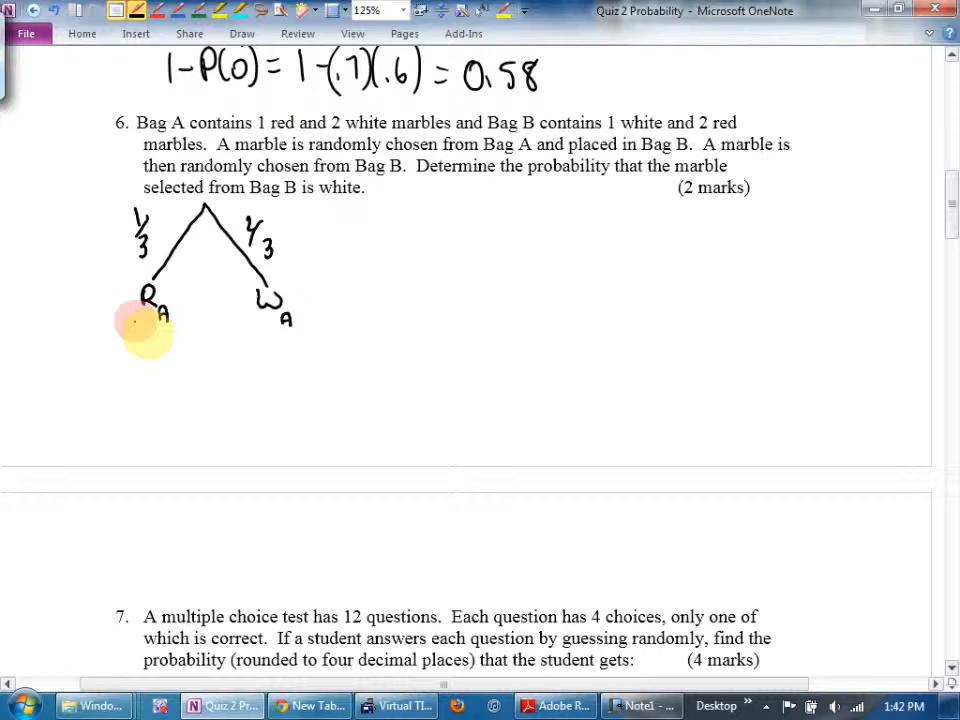 125%
Quiz 2 Probability - Microsoft OneNote
File Home Insert Draw Review Share View Pages Add-Ins
1-P(0) = 1-(.7)(.6) = 0.58
6. Bag A contains 1 red and 2 white marbles and Bag B contains 1 white and 2 red
marbles. A marble is randomly chosen from Bag A and placed in Bag B. A marble is
then randomly chosen from Bag B. Determine the probability that the marble
selected from Bag B is white. (2 marks)
1/3 2/3
R_A W_A
7. A multiple choice test has 12 questions. Each question has 4 choices, only one of
which is correct. If a student answers each question by guessing randomly, find the
probability (rounded to four decimal places) that the student gets: (4 marks)
Windo... Quiz 2 Pr... New Tab... Virtual TI... Adobe R... Note1 - ... Desktop 1:42 PM